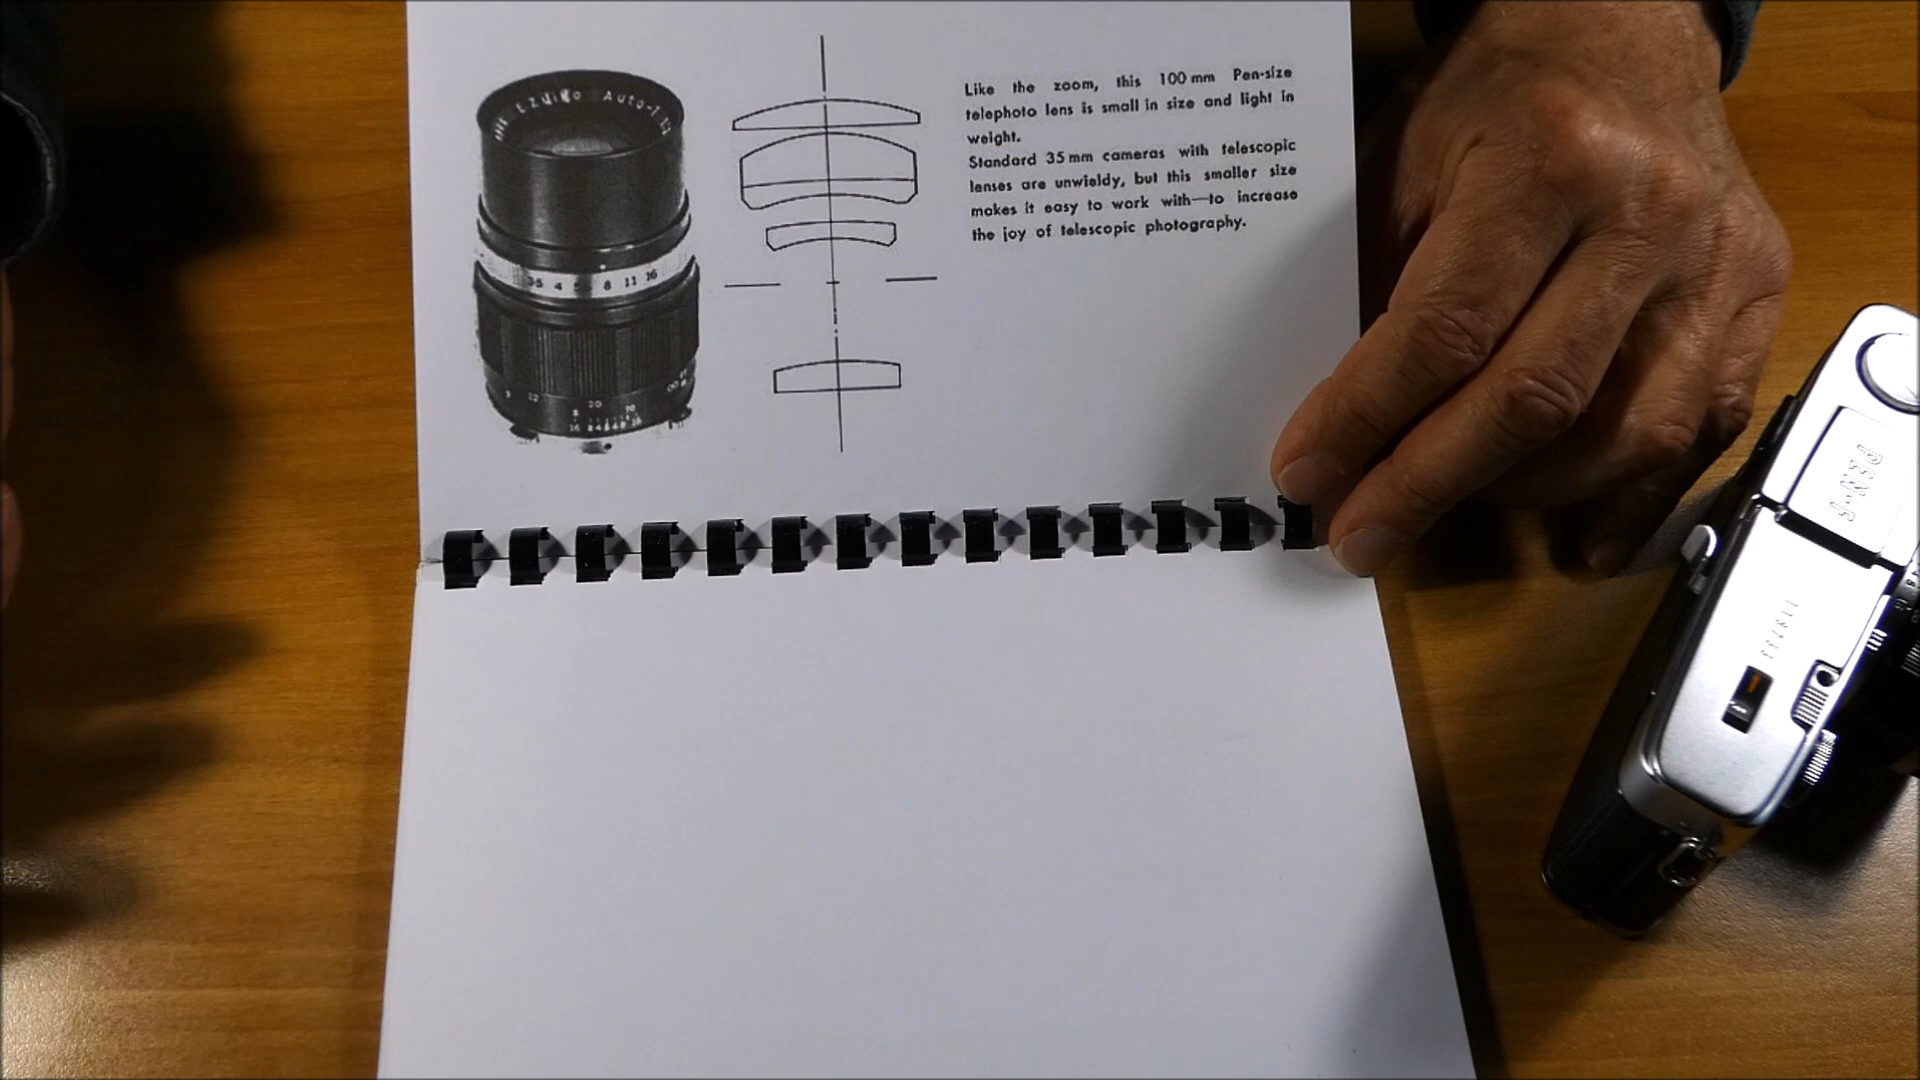 E.Zuiko Auto-T
3.5 4 8 11 16
Like the zoom, this 100 mm Pen-size
telephoto lens is small in size and light in
weight.
Standard 35 mm cameras with telescopic
lenses are unwieldy, but this smaller size
makes it easy to work with—to increase
the joy of telescopic photography.
PEN-F